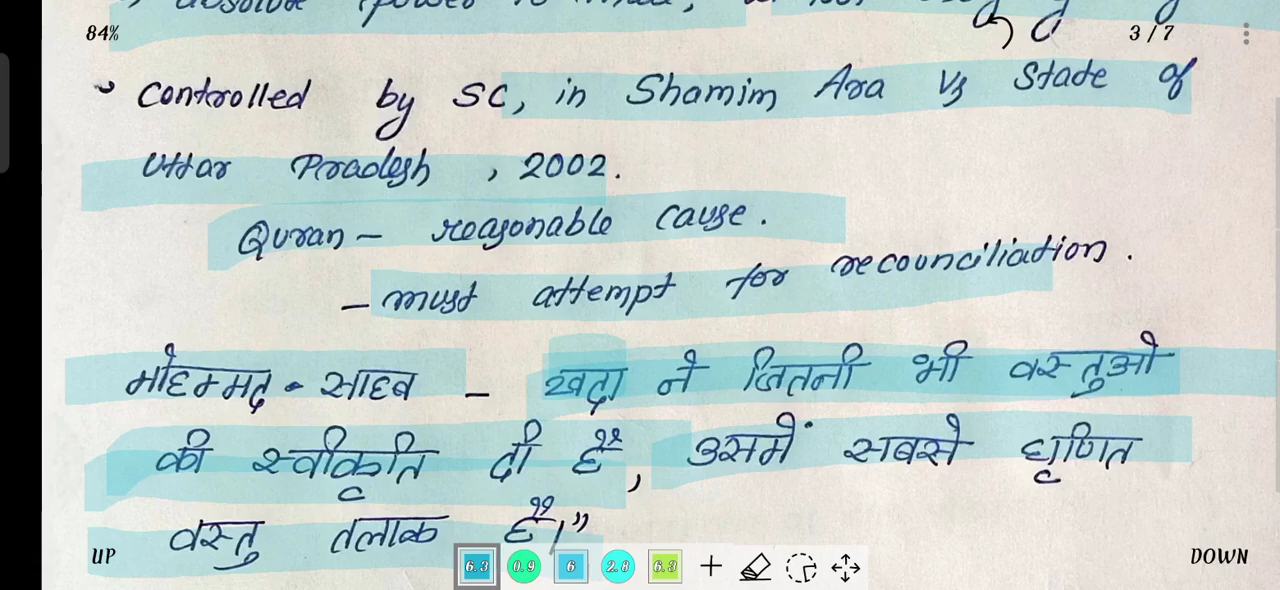 absolute
84%
3/7
controlled by SC, in Shamim Ara Vs State of
Uttar Pradesh, 2002.
Quran - reasonable cause.
- must attempt for reconciliation.
मोहम्मद साहब - खुदा ने जितनी भी वस्तुओ
की स्वीकृति दी है, उसमें सबसे घृणित
वस्तु तलाक है।"
UP
6.3 0.9 6 2.8 6.3
DOWN